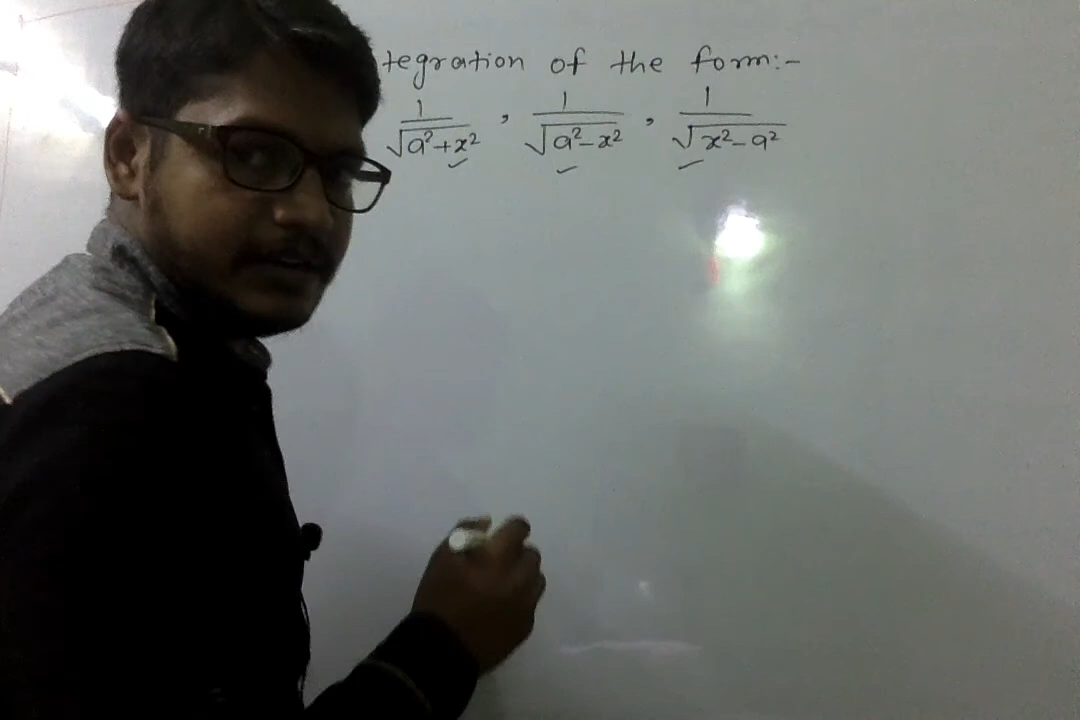 tegration of the form:-
1/√a²+x² , 1/√a²-x² , 1/√x²-a²